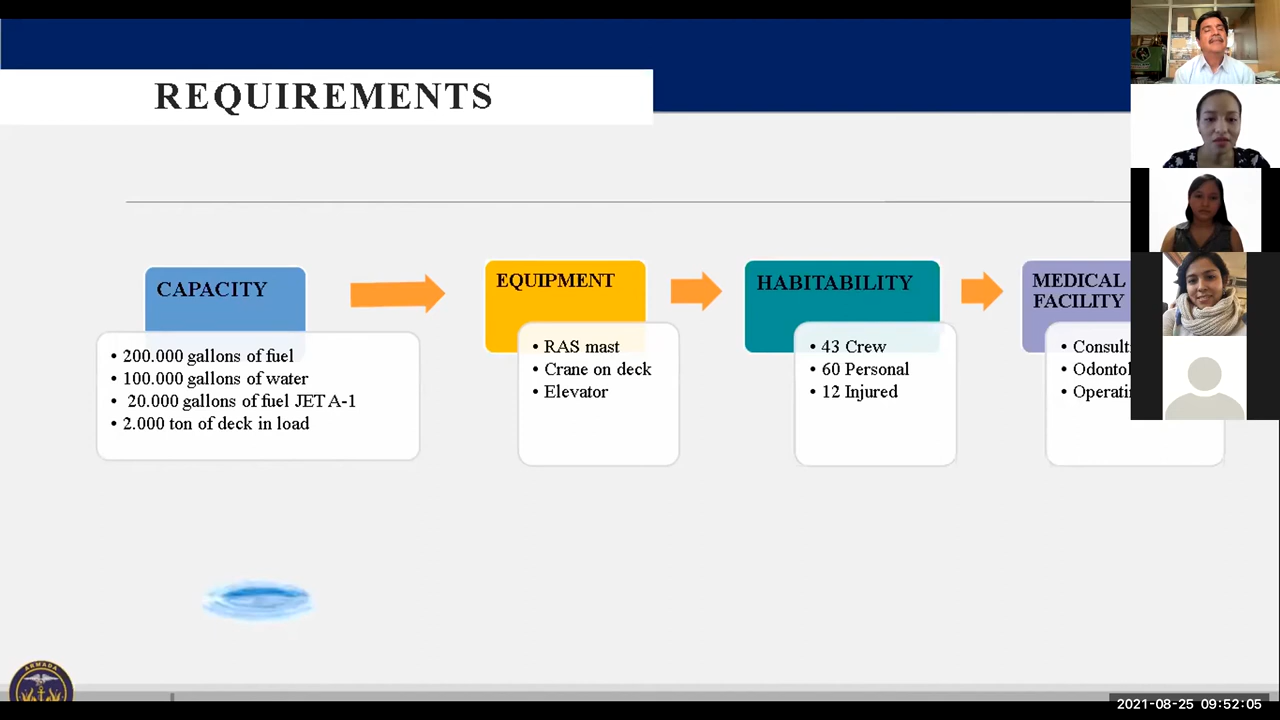 REQUIREMENTS
CAPACITY
• 200.000 gallons of fuel
• 100.000 gallons of water
• 20.000 gallons of fuel JET A-1
• 2.000 ton of deck in load
EQUIPMENT
• RAS mast
• Crane on deck
• Elevator
HABITABILITY
• 43 Crew
• 60 Personal
• 12 Injured
MEDICAL
FACILITY
ARMADA
2021-08-25 09:52:05